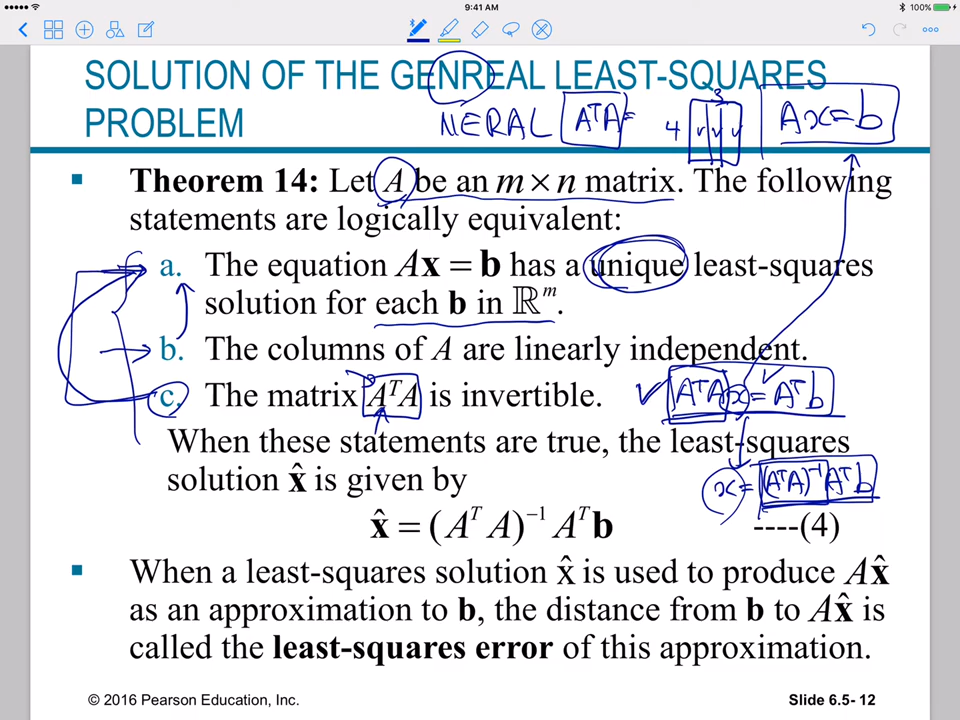 9:41 AM
100%
SOLUTION OF THE GENREAL LEAST-SQUARES
PROBLEM
NERAL AᵀA= 4 3 Ax=b
Theorem 14: Let A be an m × n matrix. The following
statements are logically equivalent:
a. The equation Ax = b has a unique least-squares
solution for each b in ℝᵐ.
b. The columns of A are linearly independent.
c. The matrix AᵀA is invertible.
AᵀAx=Aᵀb
When these statements are true, the least-squares
solution x̂ is given by
x=(AᵀA)⁻¹Aᵀb
x̂ = (AᵀA)⁻¹Aᵀb ----(4)
When a least-squares solution x̂ is used to produce Ax̂
as an approximation to b, the distance from b to Ax̂ is
called the least-squares error of this approximation.
© 2016 Pearson Education, Inc.
Slide 6.5- 12